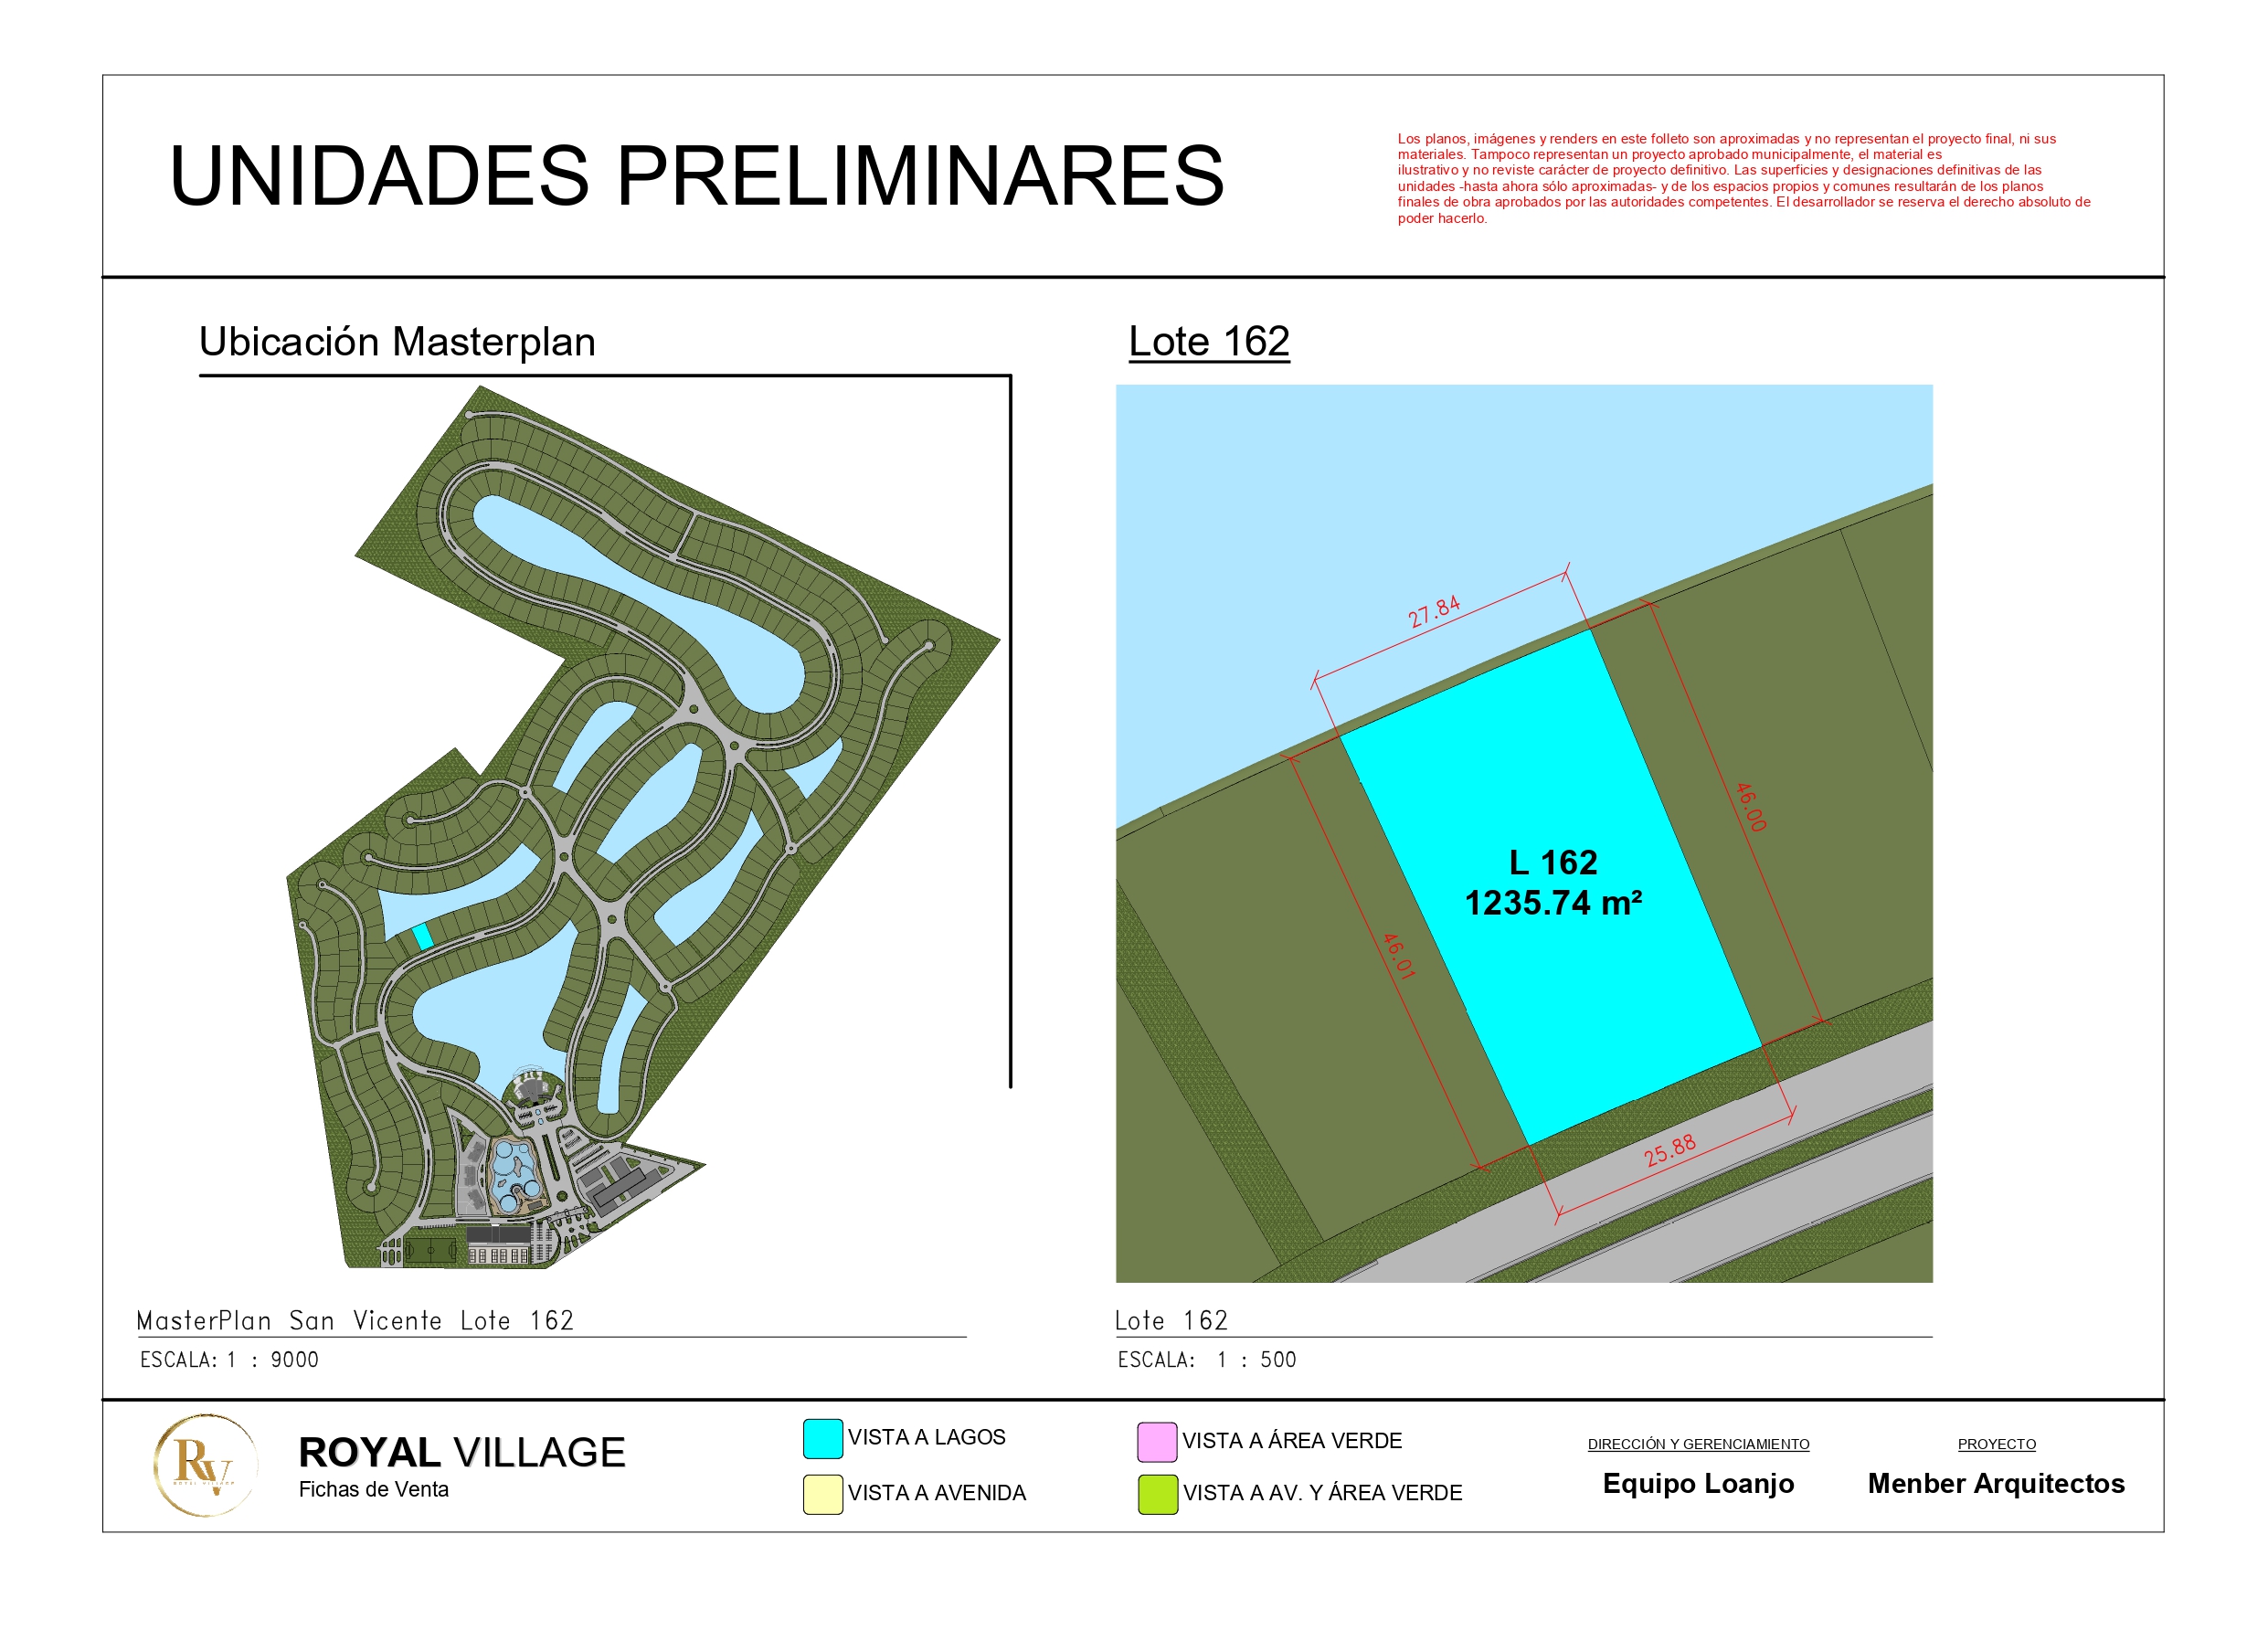 UNIDADES PRELIMINARES
Los planos, imágenes y renders en este folleto son aproximadas y no representan el proyecto final, ni sus
materiales. Tampoco representan un proyecto aprobado municipalmente, el material es
ilustrativo y no reviste carácter de proyecto definitivo. Las superficies y designaciones definitivas de las
unidades -hasta ahora sólo aproximadas- y de los espacios propios y comunes resultarán de los planos
finales de obra aprobados por las autoridades competentes. El desarrollador se reserva el derecho absoluto de
poder hacerlo.
Ubicación Masterplan
Lote 162
27.84
46.00
L 162
1235.74 m²
46.01
25.88
MasterPlan San Vicente Lote 162
ESCALA: 1 : 9000
Lote 162
ESCALA: 1 : 500
RV
ROYAL VILLAGE
ROYAL VILLAGE
Fichas de Venta
VISTA A LAGOS
VISTA A AVENIDA
VISTA A ÁREA VERDE
VISTA A AV. Y ÁREA VERDE
DIRECCIÓN Y GERENCIAMIENTO
Equipo Loanjo
PROYECTO
Menber Arquitectos